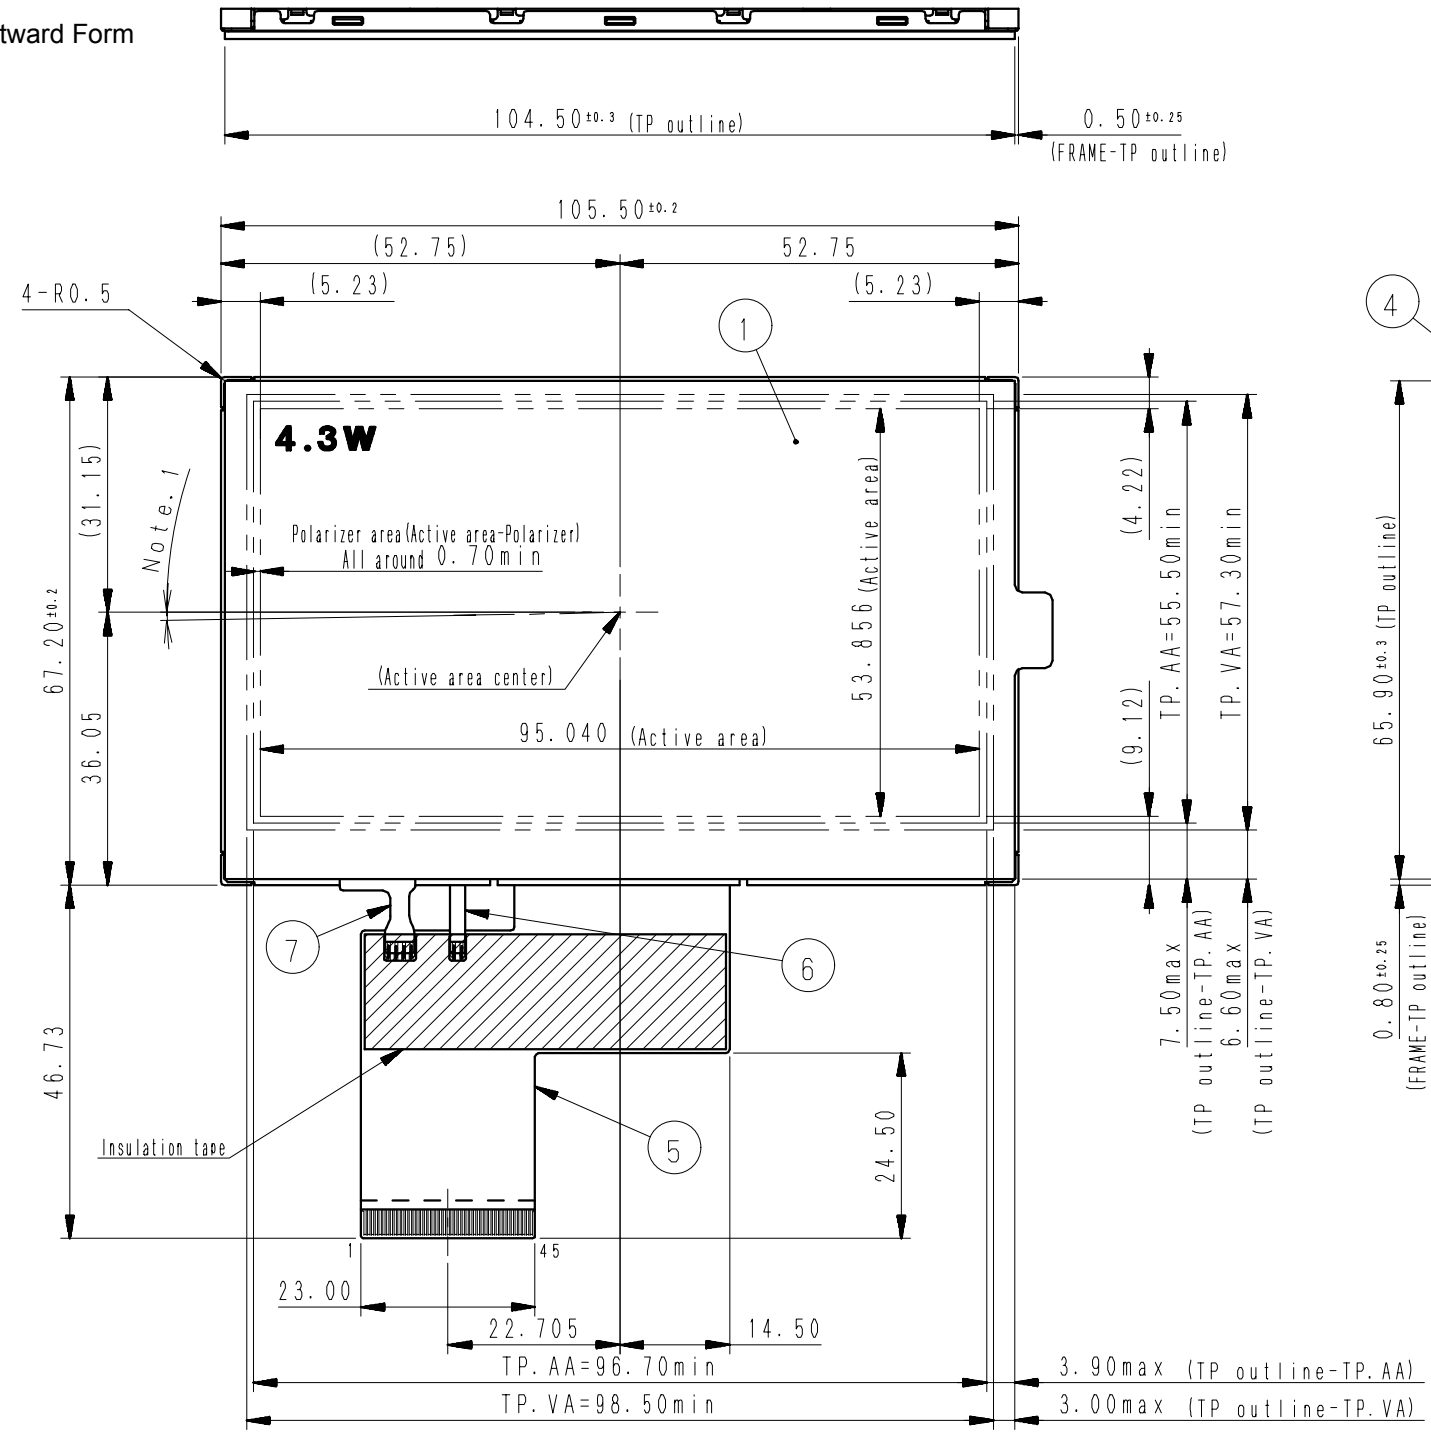 tward Form
104.50±0.3 (TP outline)
0.50±0.25
(FRAME-TP outline)
105.50±0.2
(52.75)
52.75
(5.23)
(5.23)
4-R0.5
1
4
4.3W
(31.15)
Note.1
Polarizer area(Active area-Polarizer)
All around 0.70min
67.20±0.2
36.05
(Active area center)
53.856 (Active area)
95.040 (Active area)
(4.22)
(9.12)
TP.AA=55.50min
TP.VA=57.30min
65.90±0.3 (TP outline)
7
6
46.73
7.50max
(TP outline-TP.AA)
6.60max
(TP outline-TP.VA)
0.80±0.25
(FRAME-TP outline)
Insulation tape
5
24.50
1
45
23.00
22.705
14.50
TP.AA=96.70min
3.90max (TP outline-TP.AA)
TP.VA=98.50min
3.00max (TP outline-TP.VA)